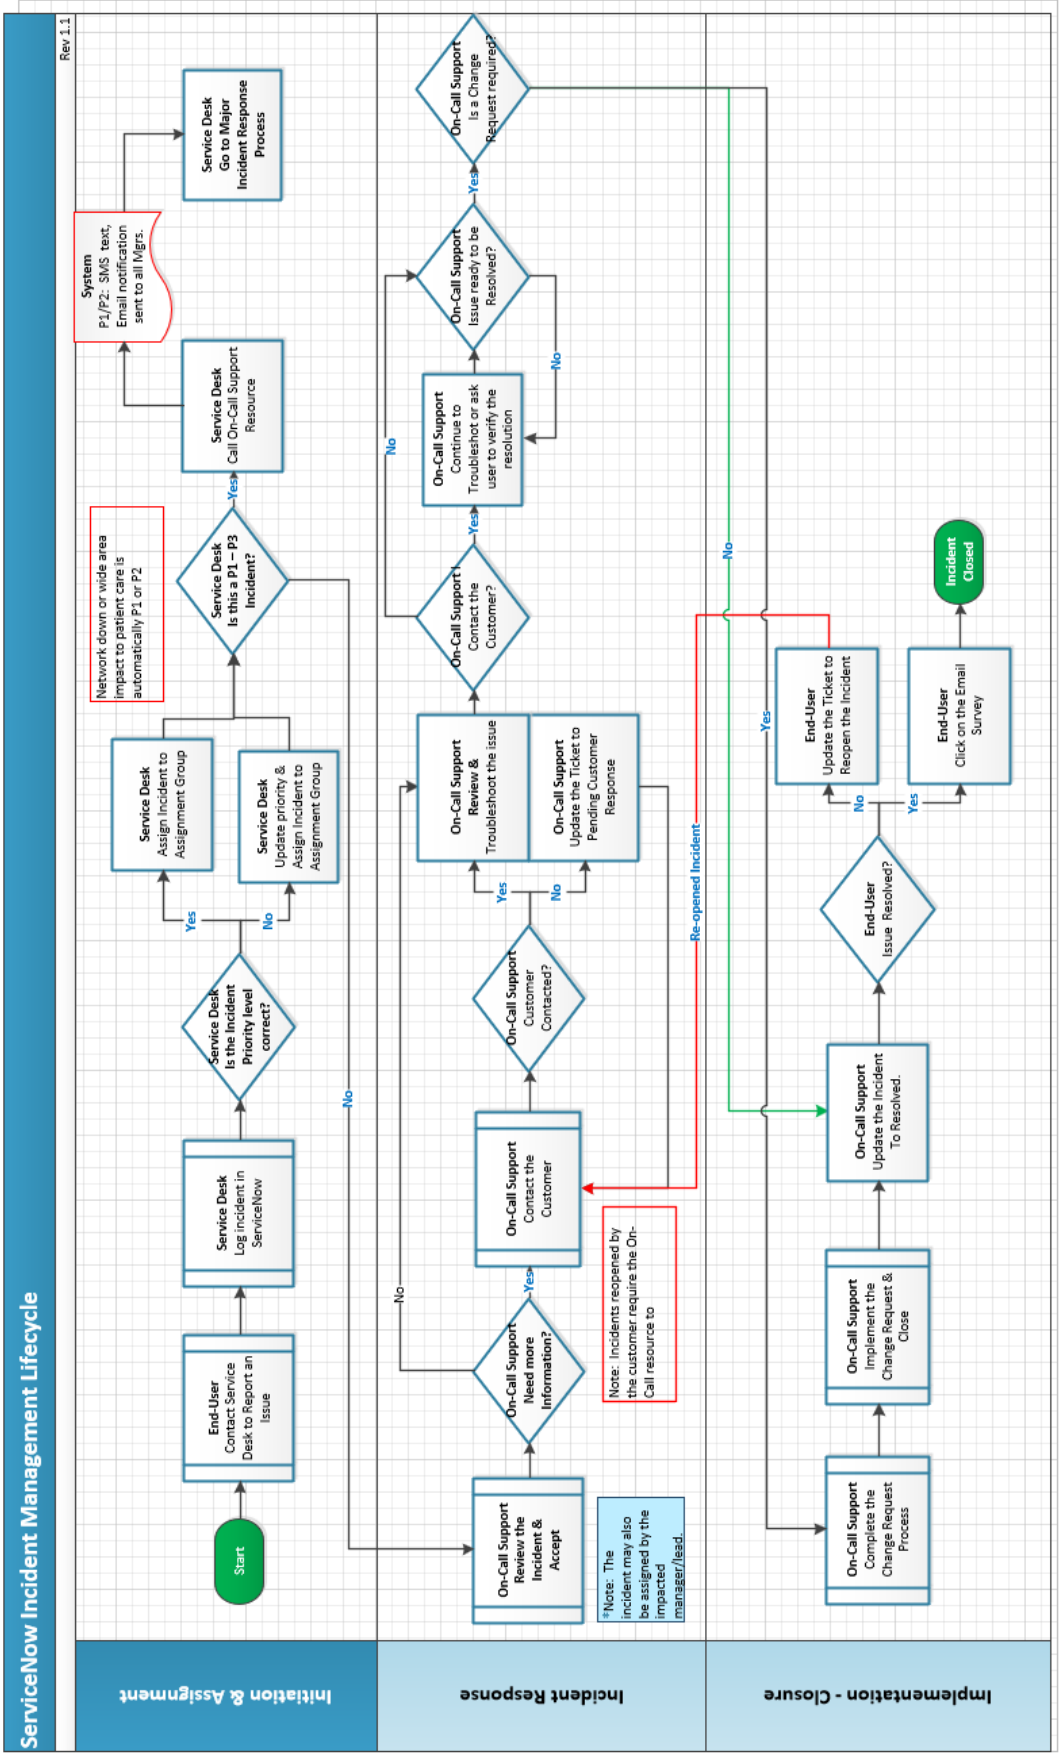 ServiceNow Incident Management Lifecycle
Rev 1.1
Initiation & Assignment
Start
End-User
Contact Service
Desk to Report an
Issue
Service Desk
Log incident in
ServiceNow
Service Desk
Is the Incident
Priority level
correct?
Yes
No
Service Desk
Assign Incident to
Assignment Group
Service Desk
Update priority &
Assign Incident to
Assignment Group
Network down or wide area
impact to patient care is
automatically P1 or P2
Service Desk
Is this a P1 – P3
Incident?
Yes
No
Service Desk
Call On-Call Support
Resource
System
P1/P2: SMS text,
Email notification
sent to all Mgrs.
Service Desk
Go to Major
Incident Response
Process
Incident Response
On-Call Support
Review the
Incident &
Accept
*Note: The
incident may also
be assigned by the
impacted
manager/lead.
On-Call Support
Need more
Information?
No
Yes
On-Call Support
Contact the
Customer
Note: Incidents reopened by
the customer require the On-
Call resource to
On-Call Support
Customer
Contacted?
Yes
No
On-Call Support
Review &
Troubleshoot the issue
On-Call Support
Update the Ticket to
Pending Customer
Response
On-Call Support
Contact the
Customer?
Yes
No
On-Call Support
Continue to
Troubleshot or ask
user to verify the
resolution
On-Call Support
Issue ready to be
Resolved?
No
Yes
On-Call Support
Is a Change
Request required?
Re-opened Incident
No
Yes
Implementation - Closure
On-Call Support
Complete the
Change Request
Process
On-Call Support
Implement the
Change Request &
Close
On-Call Support
Update the Incident
To Resolved.
End-User
Issue Resolved?
No
Yes
End-User
Update the Ticket to
Reopen the Incident
End-User
Click on the Email
Survey
Incident
Closed